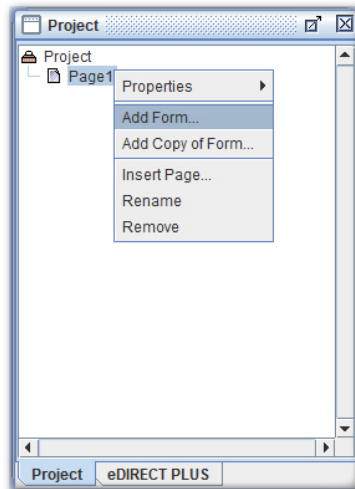 Project
Project
Page1
Properties
Add Form...
Add Copy of Form...
Insert Page...
Rename
Remove
Project eDIRECT PLUS